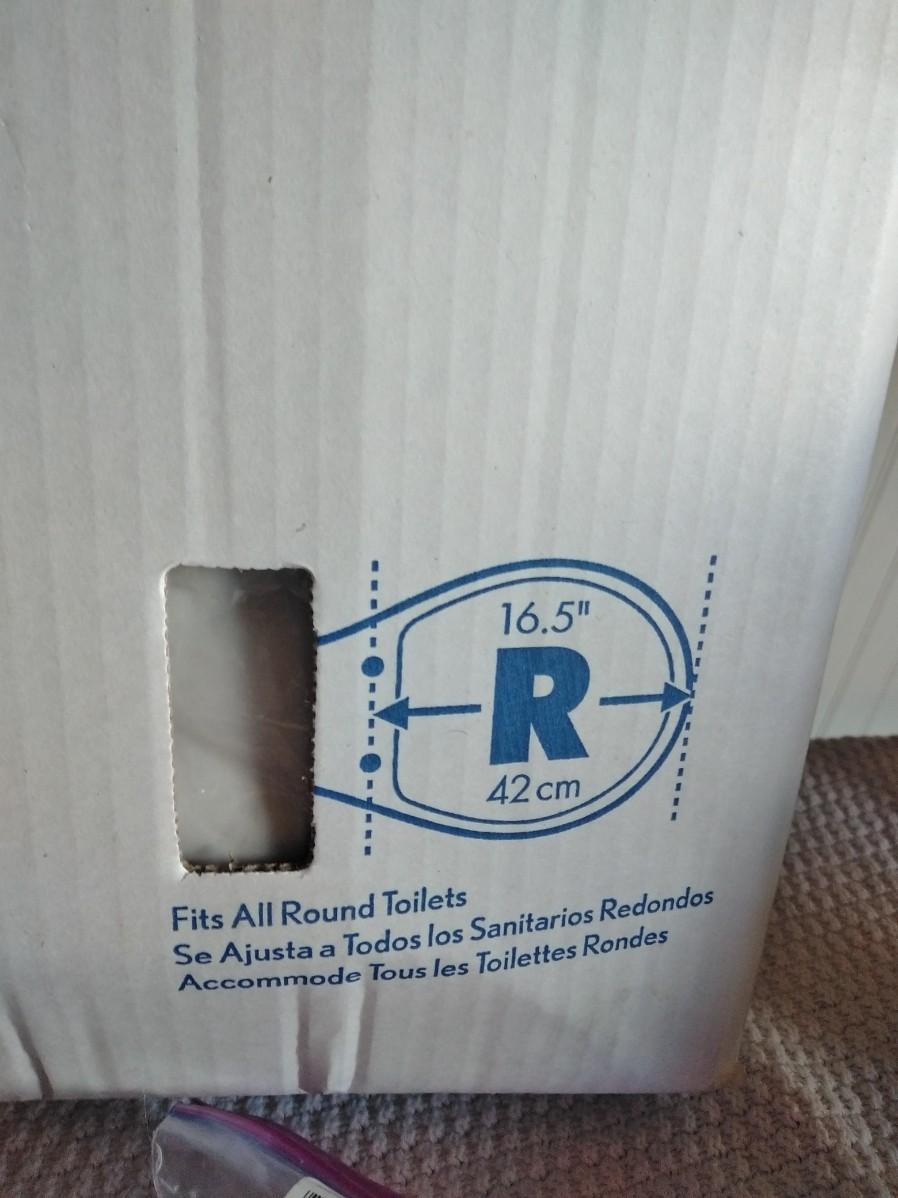 16.5"
R
42 cm
Fits All Round Toilets
Se Ajusta a Todos los Sanitarios Redondos
Accommode Tous les Toilettes Rondes